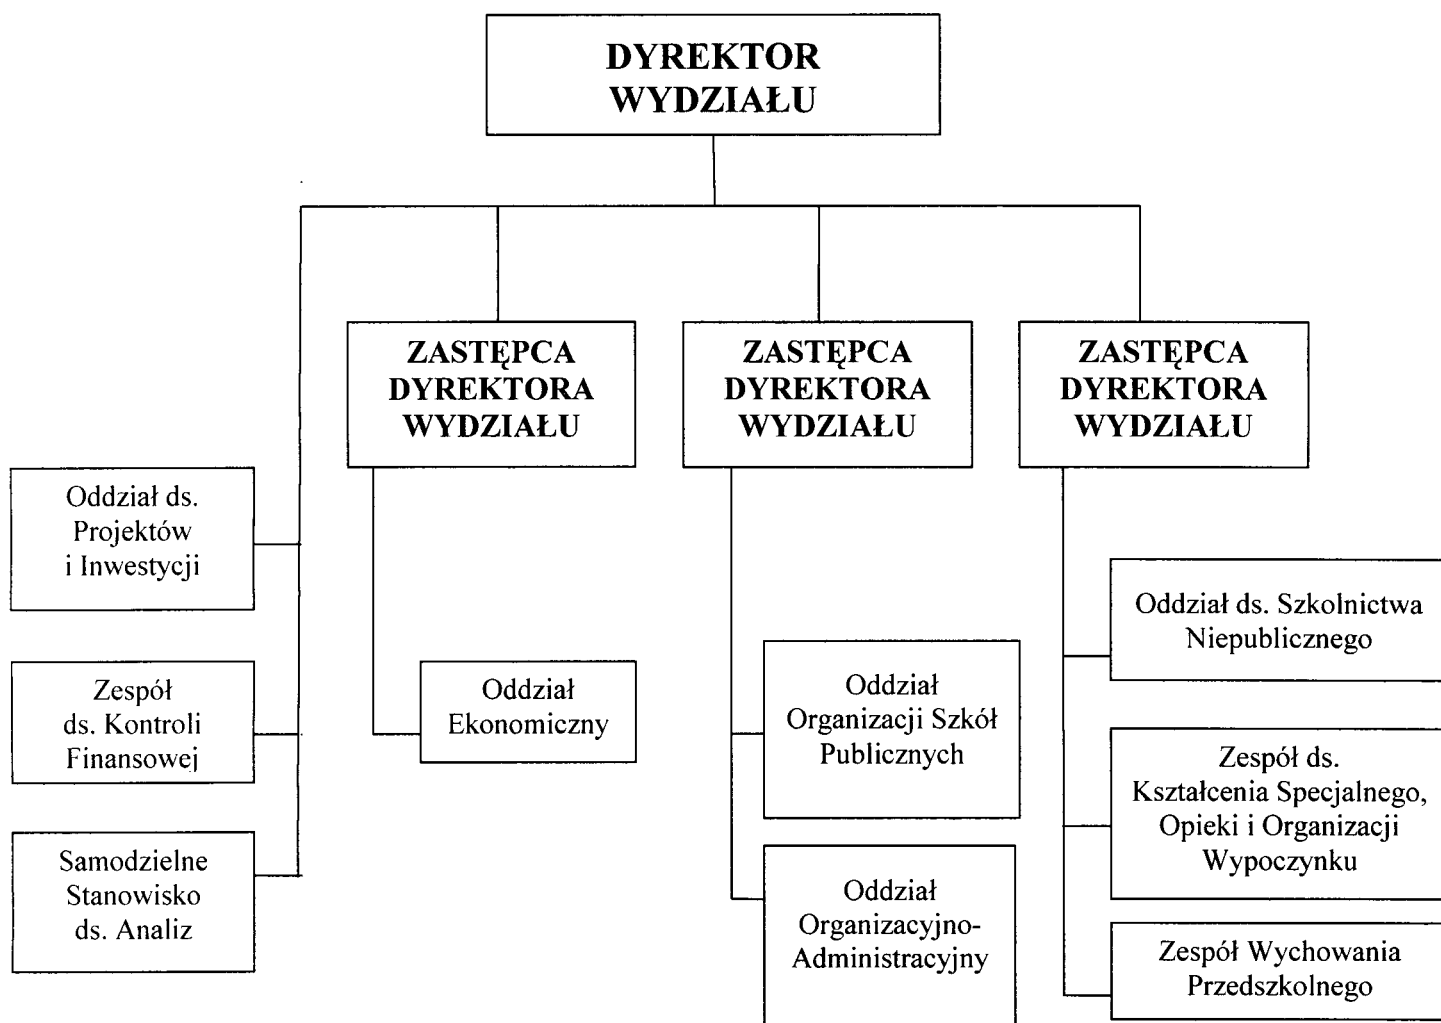 DYREKTOR
WYDZIAŁU
ZASTĘPCA
DYREKTORA
WYDZIAŁU
ZASTĘPCA
DYREKTORA
WYDZIAŁU
ZASTĘPCA
DYREKTORA
WYDZIAŁU
Oddział ds.
Projektów
i Inwestycji
Zespół
ds. Kontroli
Finansowej
Samodzielne
Stanowisko
ds. Analiz
Oddział
Ekonomiczny
Oddział
Organizacji Szkół
Publicznych
Oddział
Organizacyjno-
Administracyjny
Oddział ds. Szkolnictwa
Niepublicznego
Zespół ds.
Kształcenia Specjalnego,
Opieki i Organizacji
Wypoczynku
Zespół Wychowania
Przedszkolnego